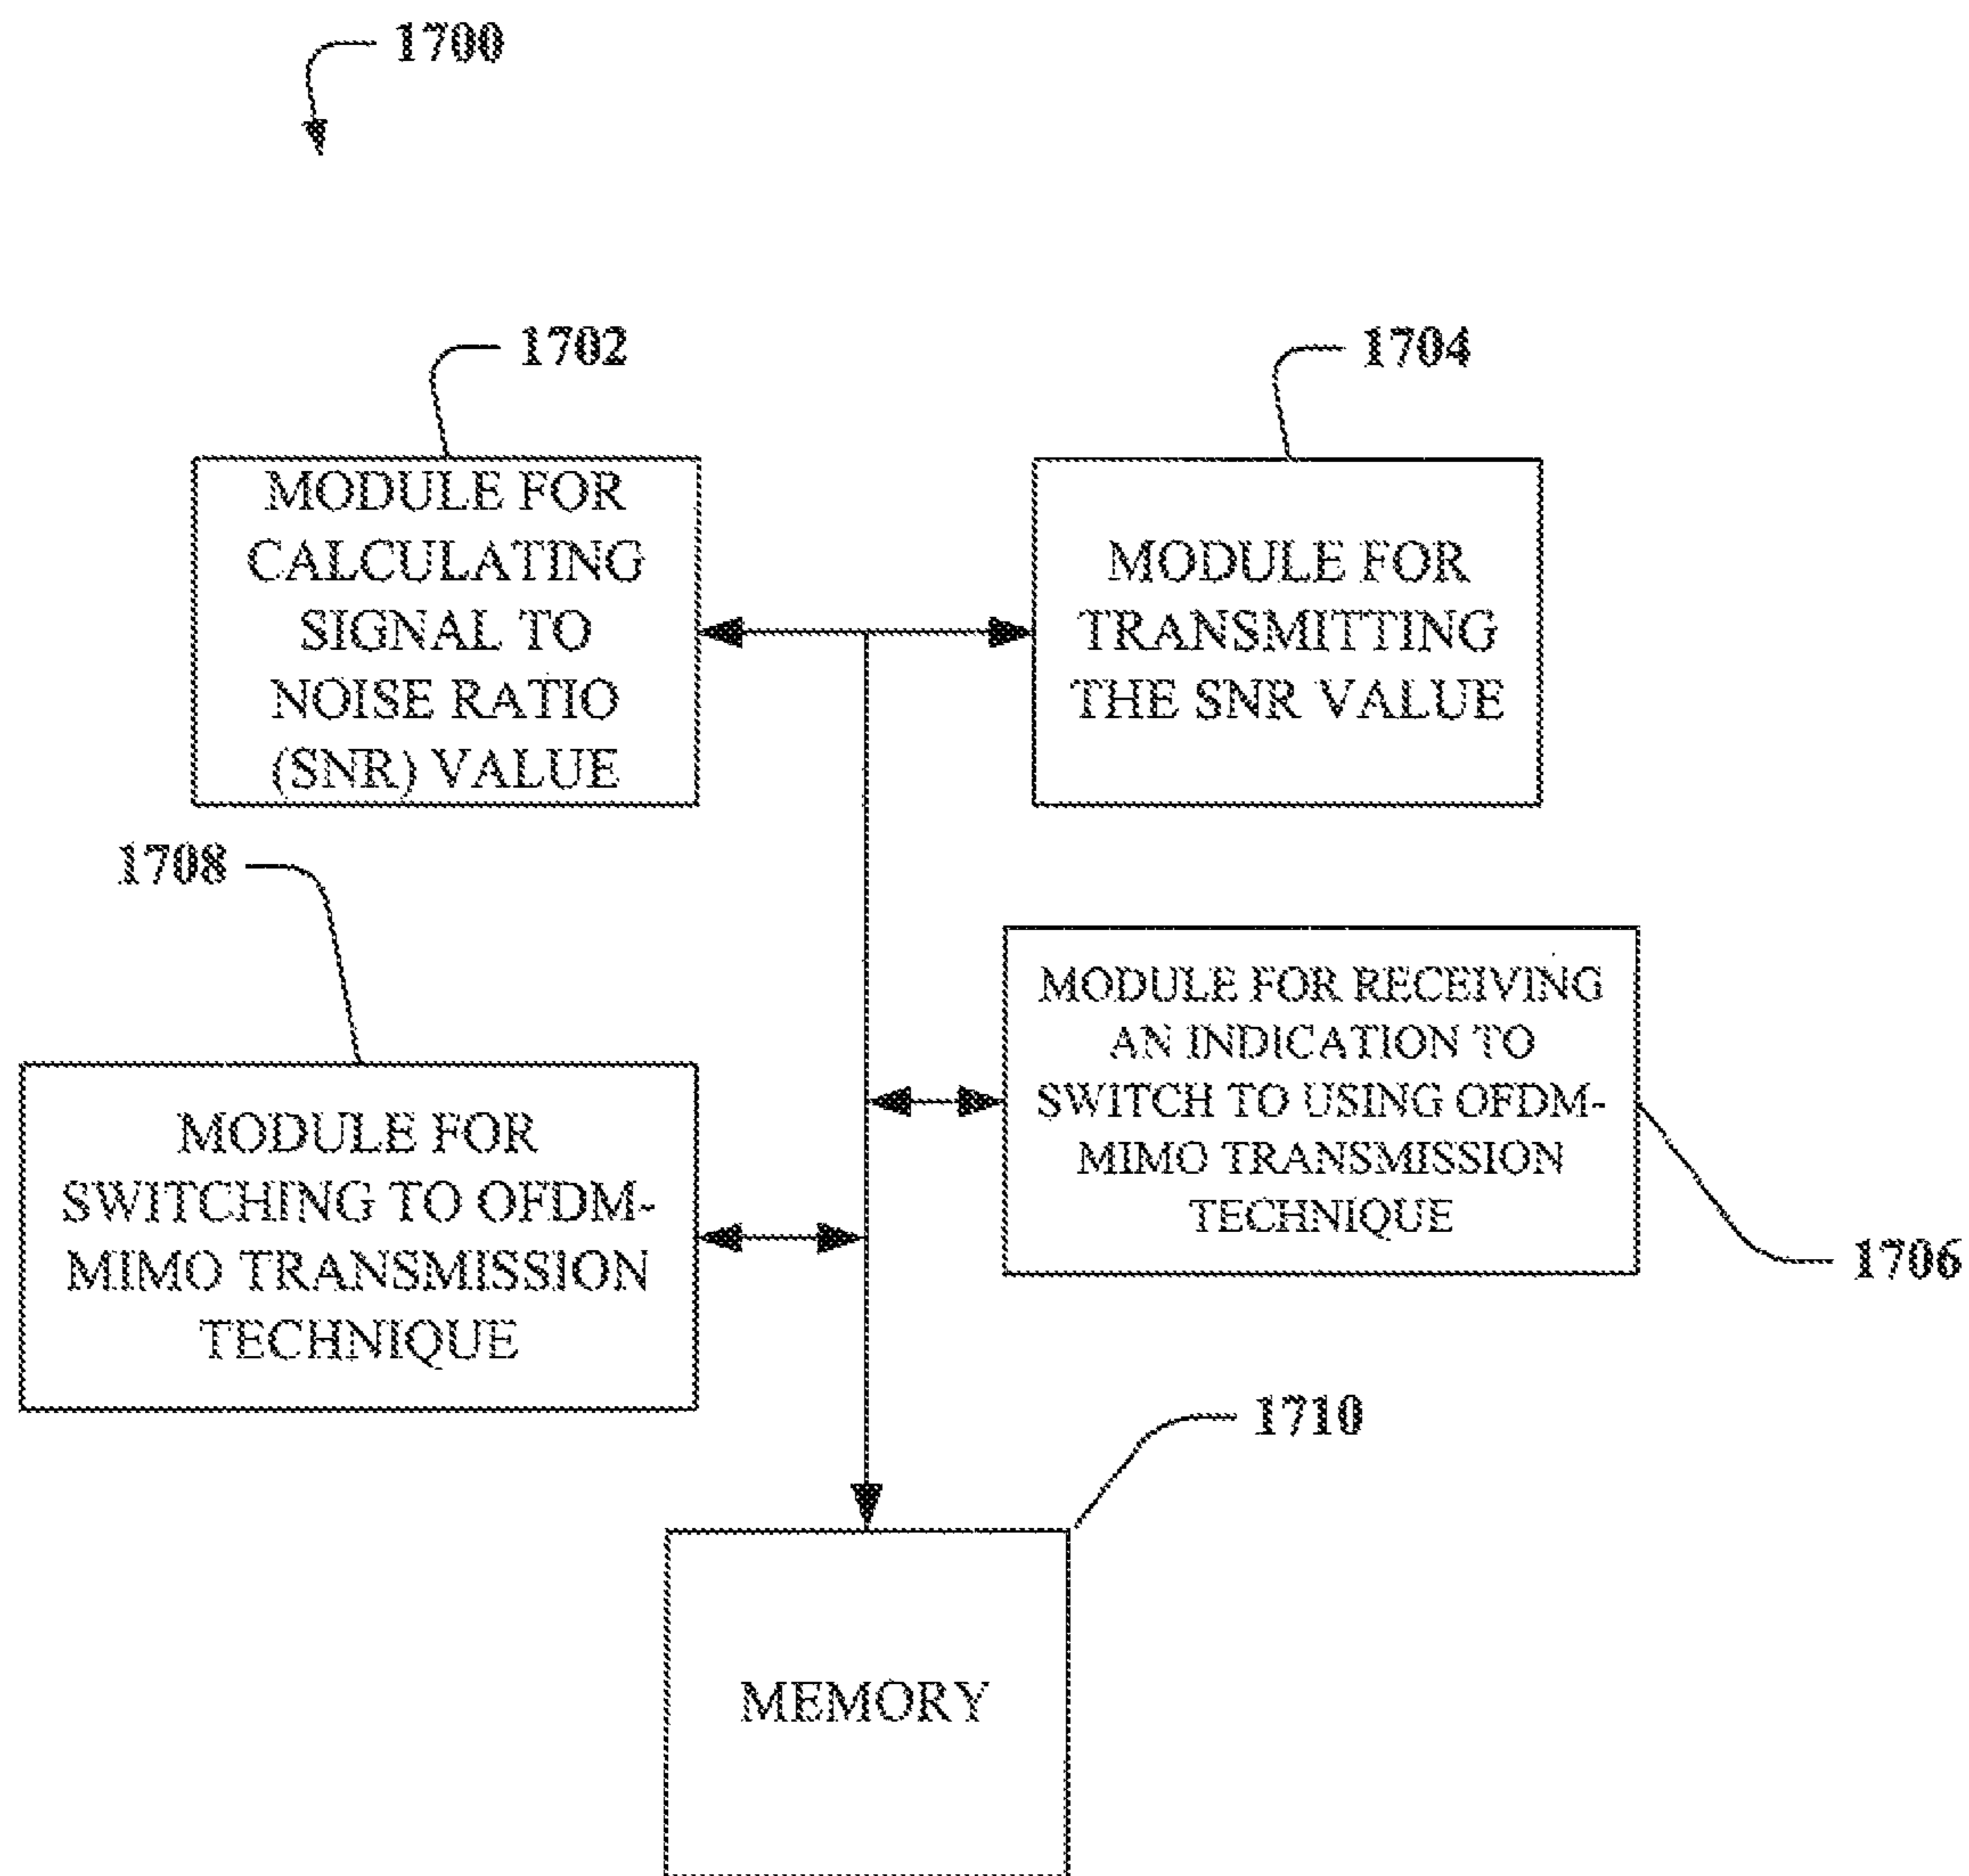 1700
1702
1704
MODULE FOR
CALCULATING
SIGNAL TO
NOISE RATIO
(SNR) VALUE
MODULE FOR
TRANSMITTING
THE SNR VALUE
1708
MODULE FOR RECEIVING
AN INDICATION TO
SWITCH TO USING OFDM-
MIMO TRANSMISSION
TECHNIQUE
MODULE FOR
SWITCHING TO OFDM-
MIMO TRANSMISSION
TECHNIQUE
1706
1710
MEMORY